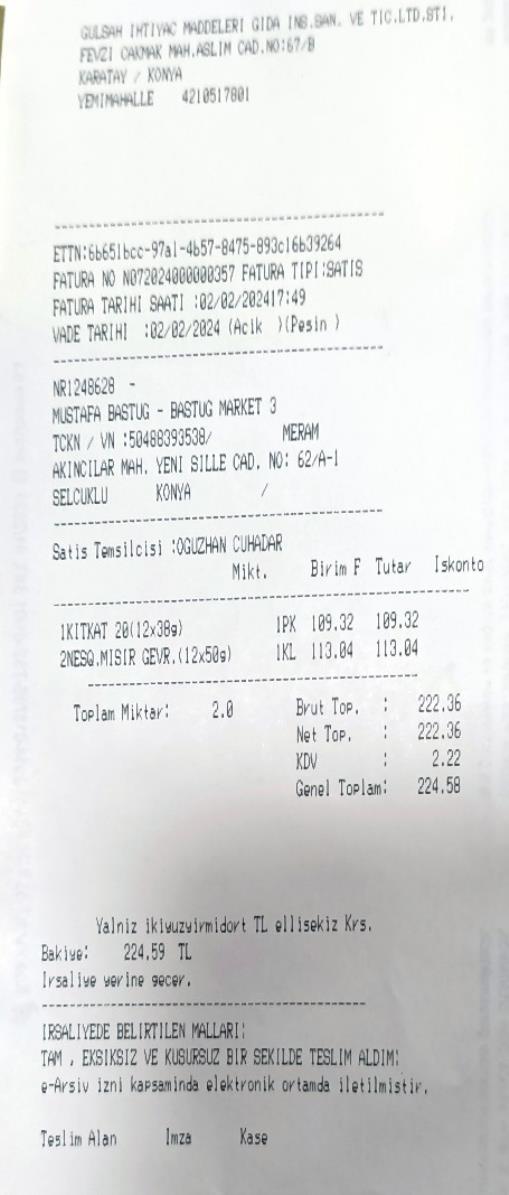 GULSAH IHTIYAC MADDELERI GIDA INS.SAN. VE TIC.LTD.STI.
FEVZI CAKMAK MAH.ASLIM CAD.NO:67/B
KARATAY / KONYA
YENIMAHALLE 4210517801
ETTN:6b651bcc-97a1-4b57-8475-893c16b39264
FATURA NO N072024000000357 FATURA TIPI:SATIS
FATURA TARIHI SAATI :02/02/202417:49
VADE TARIHI :02/02/2024 (Acik )(Pesin )
NR1248628 -
MUSTAFA BASTUG - BASTUG MARKET 3
TCKN / VN :50488393538/ MERAM
AKINCILAR MAH. YENI SILLE CAD. NO: 62/A-1
SELCUKLU KONYA /
Satis Temsilcisi :OGUZHAN CUHADAR
Mikt. Birim F Tutar Iskonto
1KITKAT 20(12x38g) 1PK 109.32 109.32
2NESQ.MISIR GEVR.(12x50g) 1KL 113.04 113.04
Toplam Miktar: 2.0 Brut Top. : 222.36
Net Top. : 222.36
KDV : 2.22
Genel Toplam: 224.58
Yalniz ikiyuzyirmidort TL ellisekiz Krs.
Bakiye: 224.59 TL
Irsaliye yerine gecer.
IRSALIYEDE BELIRTILEN MALLARI:
TAM , EKSIKSIZ VE KUSURSUZ BIR SEKILDE TESLIM ALDIM:
e-Arsiv izni kapsaminda elektronik ortamda iletilmistir.
Teslim Alan Imza Kase